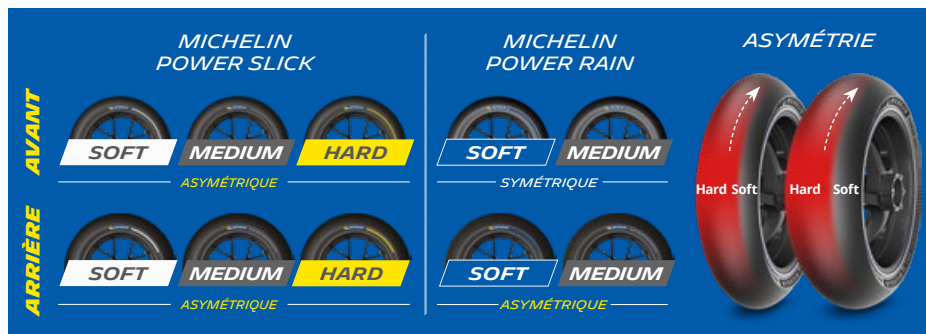 MICHELIN
POWER SLICK
MICHELIN
POWER RAIN
ASYMÉTRIE
AVANT
SOFT
MEDIUM
HARD
ASYMÉTRIQUE
SOFT
MEDIUM
SYMÉTRIQUE
ARRIÈRE
SOFT
MEDIUM
HARD
ASYMÉTRIQUE
SOFT
MEDIUM
ASYMÉTRIQUE
Hard Soft
Hard Soft